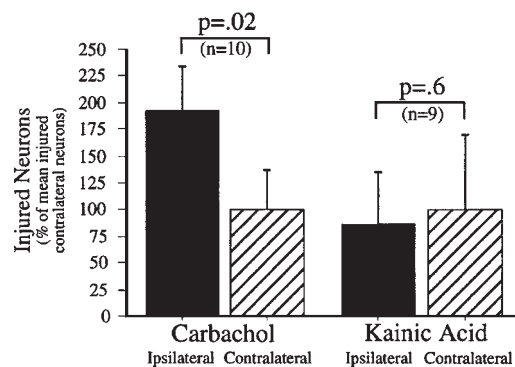 p=.02
(n=10)
p=.6
(n=9)
Injured Neurons
(% of mean injured
contralateral neurons)
250
225
200
175
150
125
100
75
50
25
0
Carbachol Kainic Acid
Ipsilateral Contralateral Ipsilateral Contralateral